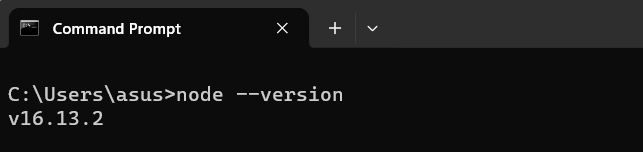 Command Prompt
C:\Users\asus>node --version
v16.13.2